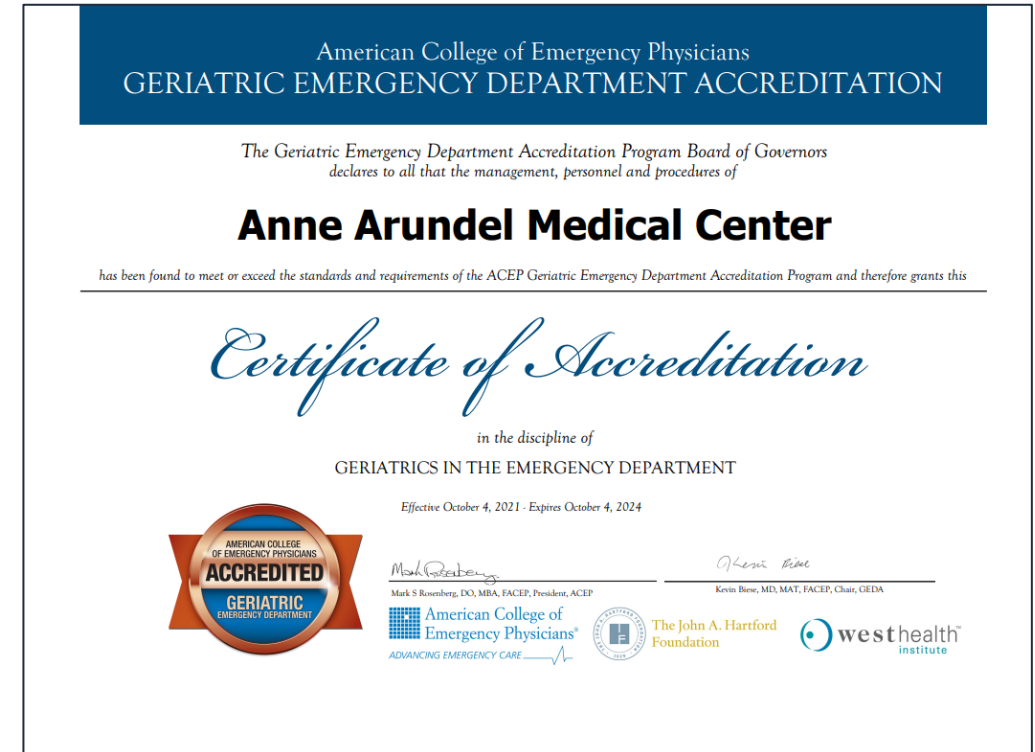 American College of Emergency Physicians
GERIATRIC EMERGENCY DEPARTMENT ACCREDITATION
The Geriatric Emergency Department Accreditation Program Board of Governors
declares to all that the management, personnel and procedures of
Anne Arundel Medical Center
has been found to meet or exceed the standards and requirements of the ACEP Geriatric Emergency Department Accreditation Program and therefore grants this
Certificate of Accreditation
in the discipline of
GERIATRICS IN THE EMERGENCY DEPARTMENT
Effective October 4, 2021 - Expires October 4, 2024
AMERICAN COLLEGE
OF EMERGENCY PHYSICIANS
ACCREDITED
GERIATRIC
EMERGENCY DEPARTMENT
Mark S Rosenberg, DO, MBA, FACEP, President, ACEP
Kevin Biese, MD, MAT, FACEP, Chair, GEDA
American College of
Emergency Physicians®
ADVANCING EMERGENCY CARE
The John A. Hartford
Foundation
westhealth™
institute